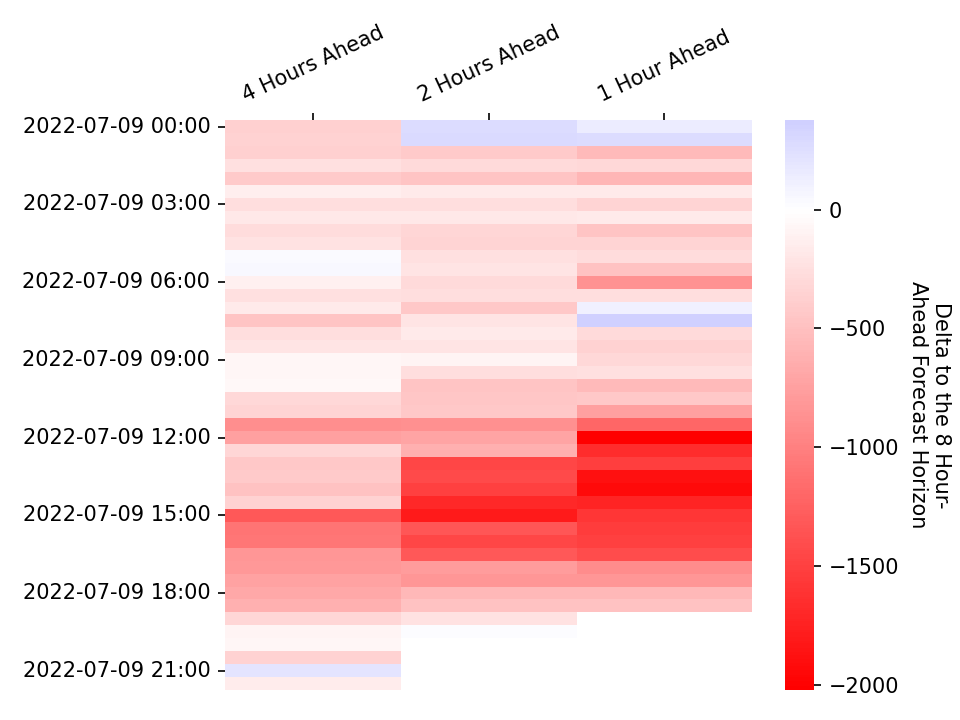 4 Hours Ahead
2 Hours Ahead
1 Hour Ahead
2022-07-09 00:00
2022-07-09 03:00
2022-07-09 06:00
2022-07-09 09:00
2022-07-09 12:00
2022-07-09 15:00
2022-07-09 18:00
2022-07-09 21:00
0
−500
−1000
−1500
−2000
Delta to the 8 Hour-
Ahead Forecast Horizon